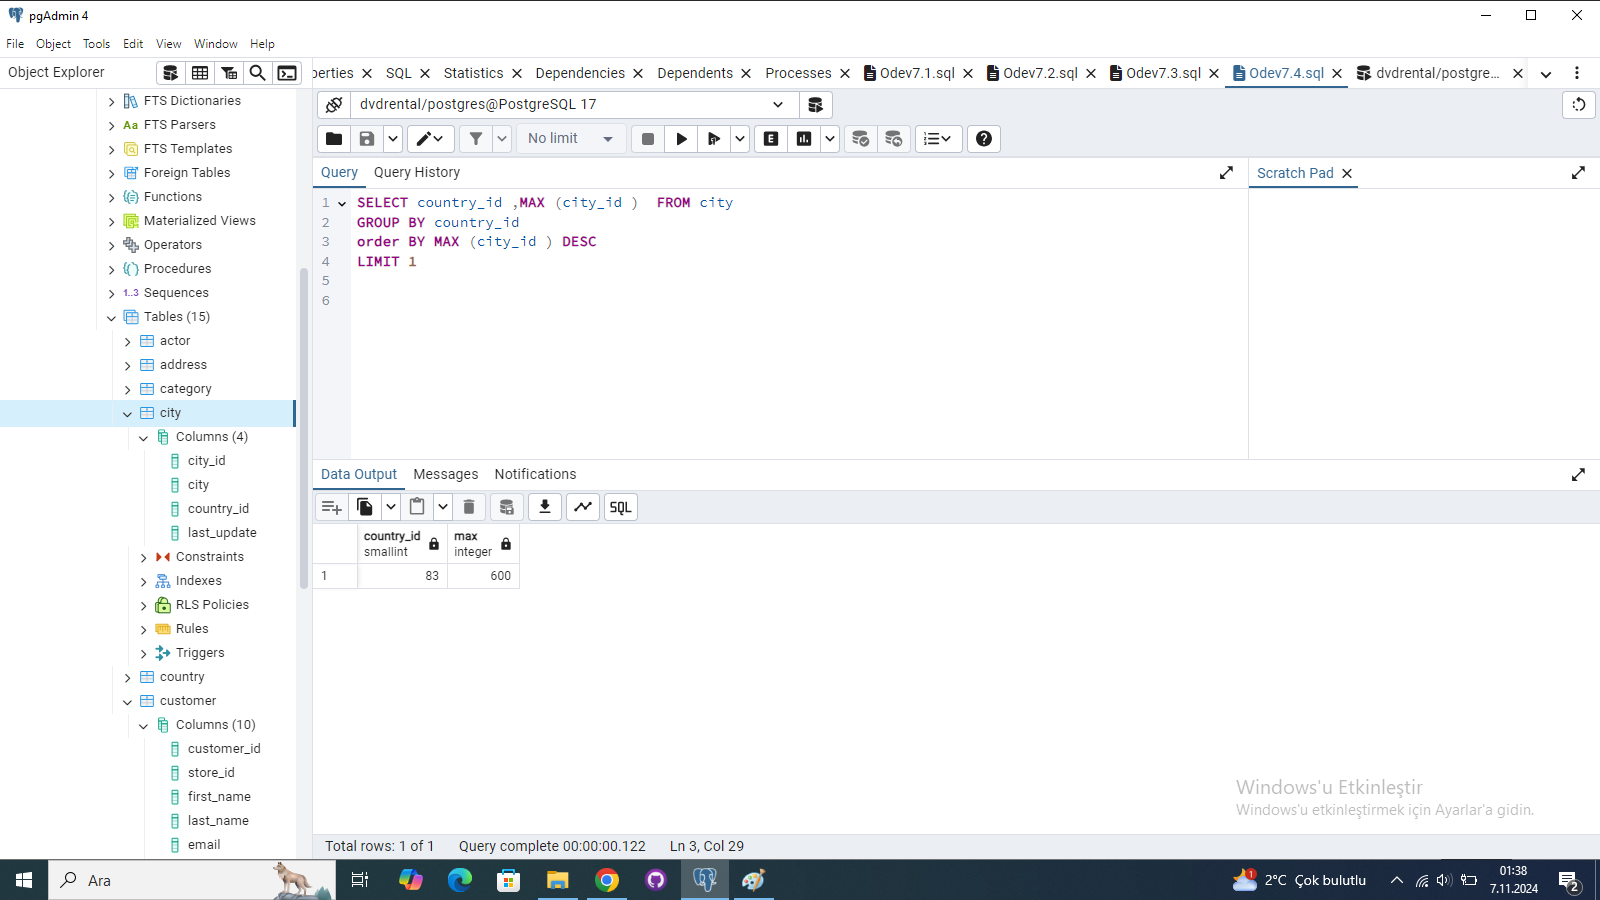 pgAdmin 4
File Object Tools Edit View Window Help
Object Explorer
perties SQL Statistics Dependencies Dependents Processes Odev7.1.sql Odev7.2.sql Odev7.3.sql Odev7.4.sql dvdrental/postgre...
FTS Dictionaries
Aa FTS Parsers
FTS Templates
Foreign Tables
Functions
Materialized Views
Operators
Procedures
1..3 Sequences
Tables (15)
actor
address
category
city
Columns (4)
city_id
city
country_id
last_update
Constraints
Indexes
RLS Policies
Rules
Triggers
country
customer
Columns (10)
customer_id
store_id
first_name
last_name
email
dvdrental/postgres@PostgreSQL 17
No limit
E
Query Query History
Scratch Pad
1 SELECT country_id ,MAX (city_id )  FROM city
2 GROUP BY country_id
3 order BY MAX (city_id ) DESC
4 LIMIT 1
5
6
Data Output Messages Notifications
SQL
country_id max
smallint integer
1 83 600
Windows'u Etkinleştir
Windows'u etkinleştirmek için Ayarlar'a gidin.
Total rows: 1 of 1 Query complete 00:00:00.122 Ln 3, Col 29
Ara
1 2°C Çok bulutlu
01:38
7.11.2024
2